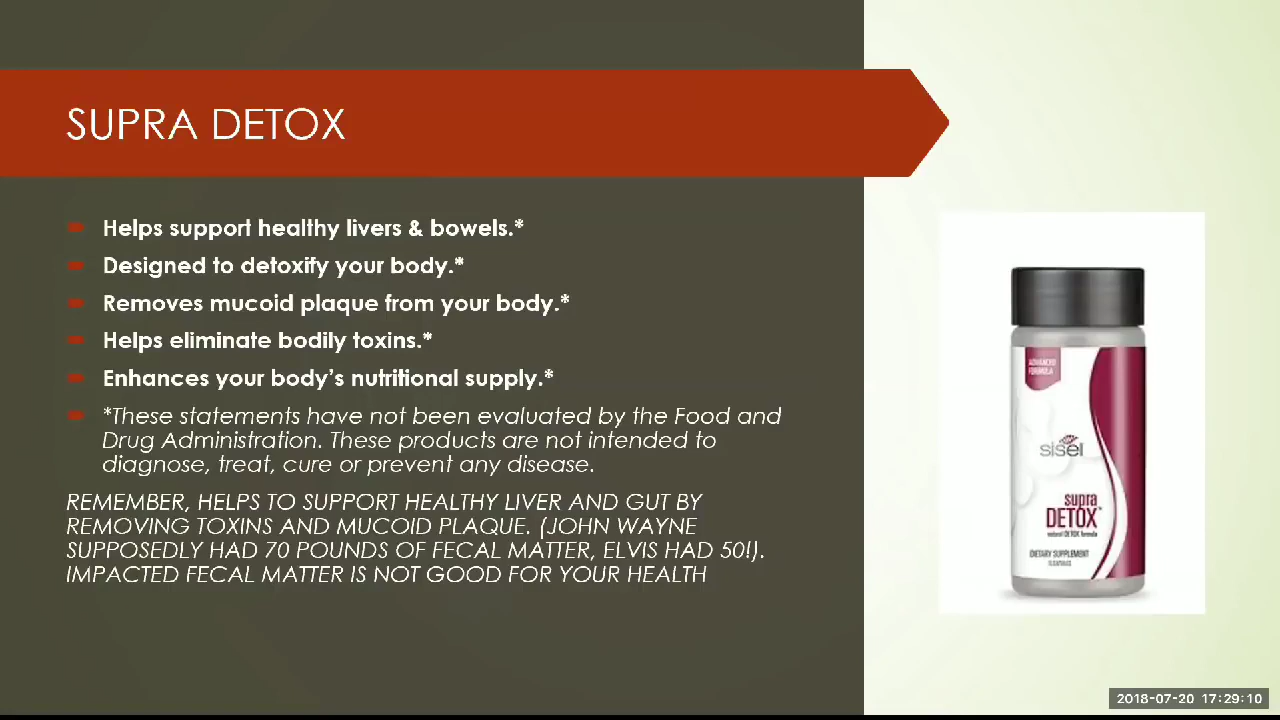 SUPRA DETOX
Helps support healthy livers & bowels.*
Designed to detoxify your body.*
Removes mucoid plaque from your body.*
Helps eliminate bodily toxins.*
Enhances your body’s nutritional supply.*
*These statements have not been evaluated by the Food and
Drug Administration. These products are not intended to
diagnose, treat, cure or prevent any disease.
REMEMBER, HELPS TO SUPPORT HEALTHY LIVER AND GUT BY
REMOVING TOXINS AND MUCOID PLAQUE. (JOHN WAYNE
SUPPOSEDLY HAD 70 POUNDS OF FECAL MATTER, ELVIS HAD 50!).
IMPACTED FECAL MATTER IS NOT GOOD FOR YOUR HEALTH
ADVANCED
FORMULA
sisel
supra
DETOX™
natural DETOX formula
DIETARY SUPPLEMENT
2018-07-20 17:29:10